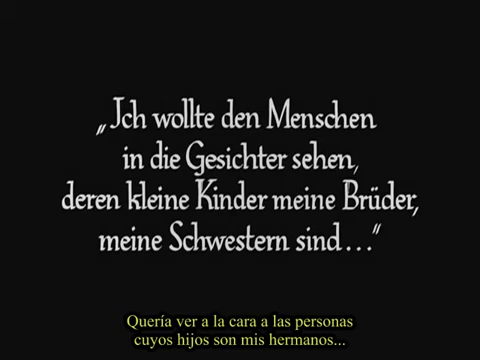 „Ich wollte den Menschen
in die Gesichter sehen,
deren kleine Kinder meine Brüder,
meine Schwestern sind..."
Quería ver a la cara a las personas
cuyos hijos son mis hermanos...